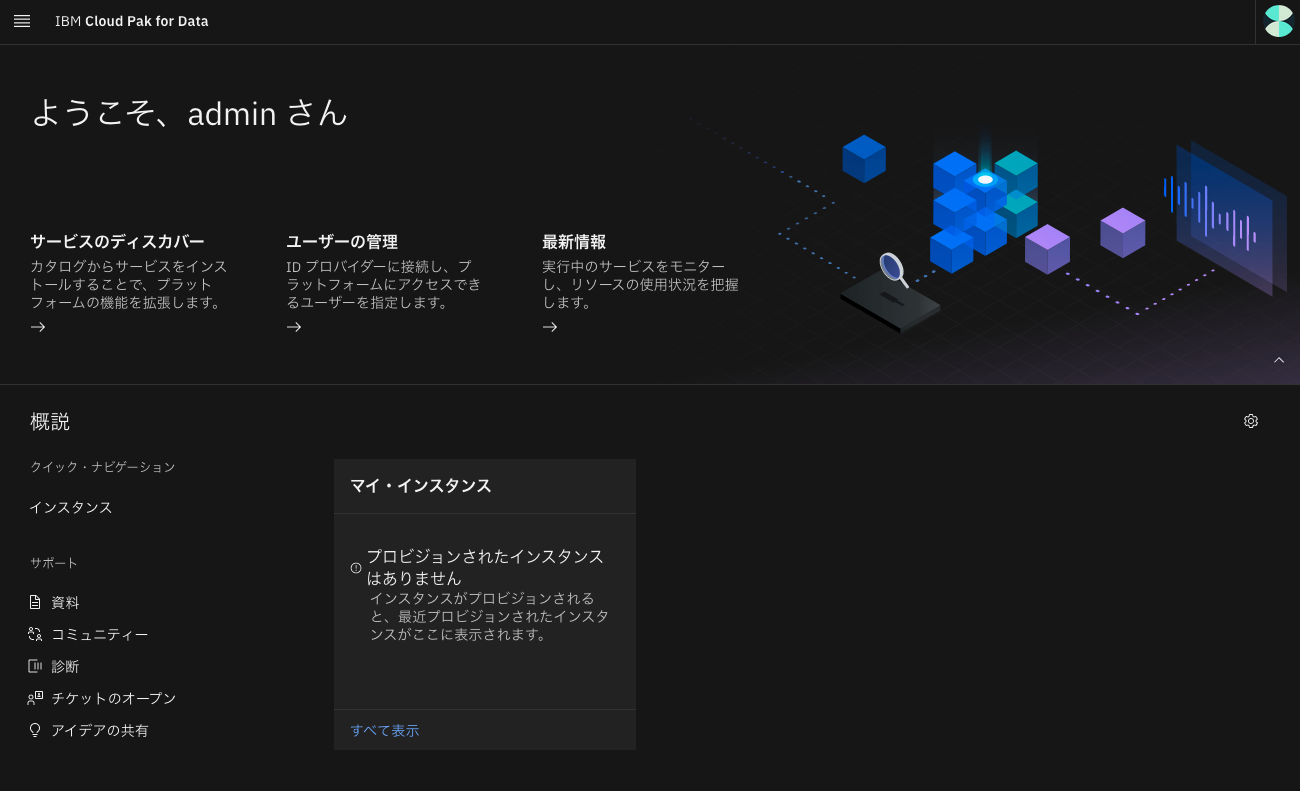 IBM Cloud Pak for Data
ようこそ、admin さん
サービスのディスカバー
カタログからサービスをインス
トールすることで、プラット
フォームの機能を拡張します。
ユーザーの管理
ID プロバイダーに接続し、プ
ラットフォームにアクセスでき
るユーザーを指定します。
最新情報
実行中のサービスをモニター
し、リソースの使用状況を把握
します。
概説
クイック・ナビゲーション
インスタンス
サポート
資料
コミュニティー
診断
チケットのオープン
アイデアの共有
マイ・インスタンス
プロビジョンされたインスタンス
はありません
インスタンスがプロビジョンされる
と、最近プロビジョンされたインスタ
ンスがここに表示されます。
すべて表示